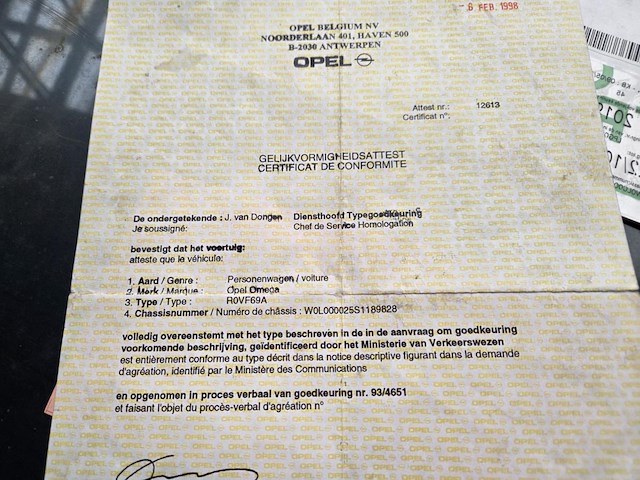 - 6 FEB. 1998
OPEL BELGIUM NV
NOORDERLAAN 401, HAVEN 500
B-2030 ANTWERPEN
OPEL
Attest nr.: 12613
Certificat n°:
GELIJKVORMIGHEIDSATTEST
CERTIFICAT DE CONFORMITE
De ondergetekende : J. van Dongen Diensthoofd Typegoedkeuring
Je soussigné: Chef de Service Homologation
bevestigt dat het voertuig:
atteste que le véhicule:
1. Aard / Genre : Personenwagen / voiture
2. Merk / Marque: Opel Omega
3. Type / Type : R0VF69A
4. Chassisnummer / Numéro de châssis : W0L000025S1189828
volledig overeenstemt met het type beschreven in de in de aanvraag om goedkeuring
voorkomende beschrijving, geïdentificeerd door het Ministerie van Verkeerswezen
est entièrement conforme au type décrit dans la notice descriptive figurant dans la demande
d'agréation, identifié par le Ministère des Communications
en opgenomen in proces verbaal van goedkeuring nr. 93/4651
et faisant l'objet du procès-verbal d'agréation n°